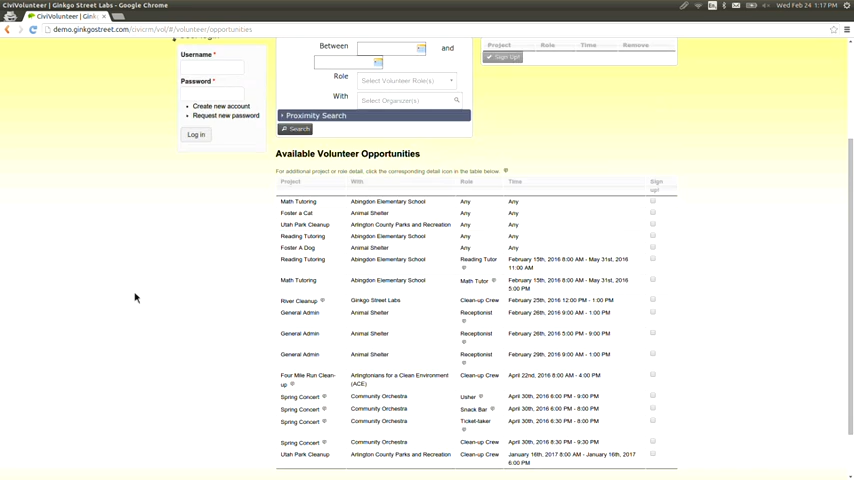 CiviVolunteer | Ginkgo Street Labs - Google Chrome
Wed Feb 24 1:17 PM
CiviVolunteer | Gink
demo.ginkgostreet.com/civicrm/vol/#/volunteer/opportunities
Username *
Password *
Create new account
Request new password
Log in
Between and
Role Select Volunteer Role(s)
With Select Organizer(s)
Proximity Search
Search
Project Role Time Remove
Sign Up!
Available Volunteer Opportunities
For additional project or role detail, click the corresponding detail icon in the table below.
Project With Role Time Sign
up!
Math Tutoring Abingdon Elementary School Any Any
Foster a Cat Animal Shelter Any Any
Utah Park Cleanup Arlington County Parks and Recreation Any Any
Reading Tutoring Abingdon Elementary School Any Any
Foster A Dog Animal Shelter Any Any
Reading Tutoring Abingdon Elementary School Reading Tutor February 15th, 2016 8:00 AM - May 31st, 2016
11:00 AM
Math Tutoring Abingdon Elementary School Math Tutor February 15th, 2016 8:00 AM - May 31st, 2016
5:00 PM
River Cleanup Ginkgo Street Labs Clean-up Crew February 25th, 2016 12:00 PM - 1:00 PM
General Admin Animal Shelter Receptionist February 26th, 2016 9:00 AM - 1:00 PM
General Admin Animal Shelter Receptionist February 26th, 2016 5:00 PM - 9:00 PM
General Admin Animal Shelter Receptionist February 29th, 2016 9:00 AM - 1:00 PM
Four Mile Run Clean- Arlingtonians for a Clean Environment Clean-up Crew April 22nd, 2016 8:00 AM - 4:00 PM
up (ACE)
Spring Concert Community Orchestra Usher April 30th, 2016 6:00 PM - 9:00 PM
Spring Concert Community Orchestra Snack Bar April 30th, 2016 6:00 PM - 8:00 PM
Spring Concert Community Orchestra Ticket-taker April 30th, 2016 6:30 PM - 8:00 PM
Spring Concert Community Orchestra Clean-up Crew April 30th, 2016 8:30 PM - 9:30 PM
Utah Park Cleanup Arlington County Parks and Recreation Clean-up Crew January 16th, 2017 8:00 AM - January 16th, 2017
6:00 PM